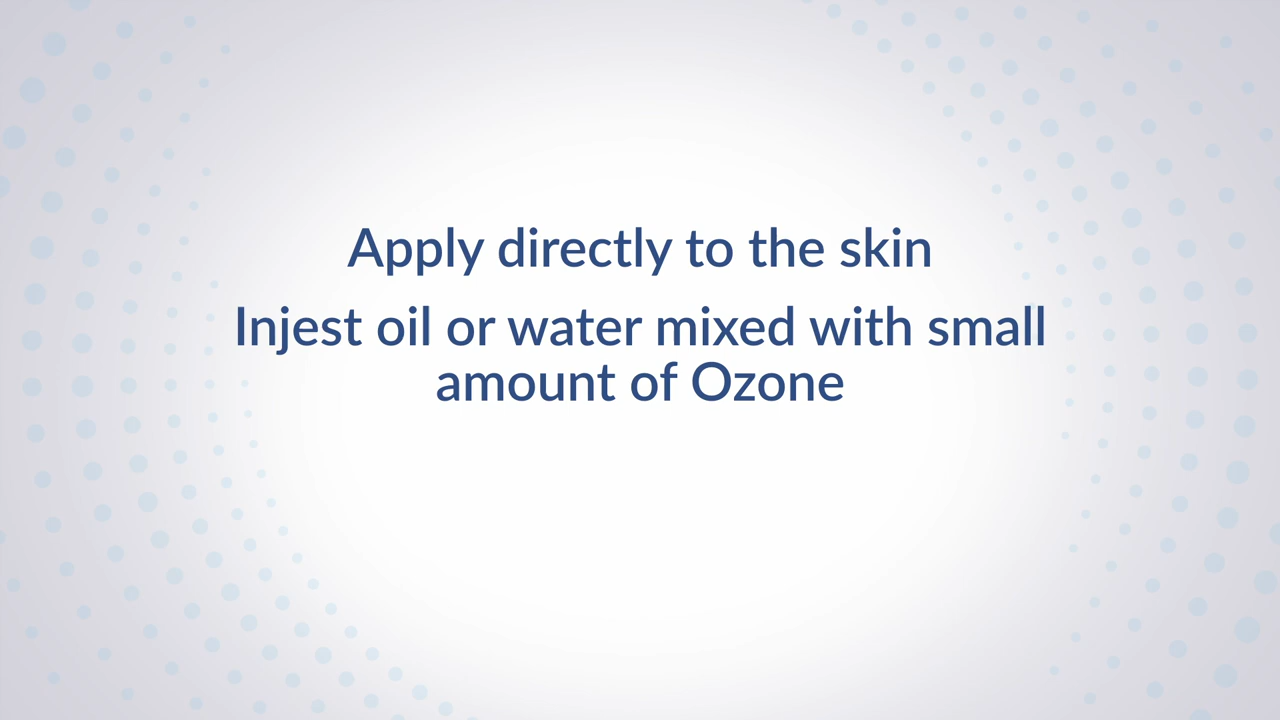 Apply directly to the skin
Injest oil or water mixed with small
amount of Ozone